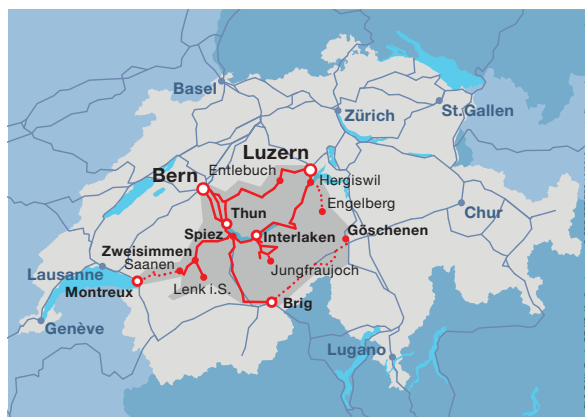 Basel
Zürich
St.Gallen
Luzern
Entlebuch
Bern
Hergiswil
Engelberg
Thun
Chur
Spiez
Interlaken
Göschenen
Zweisimmen
Lausanne
Saanen
Jungfraujoch
Lenk i.S.
Montreux
Brig
Genève
Lugano